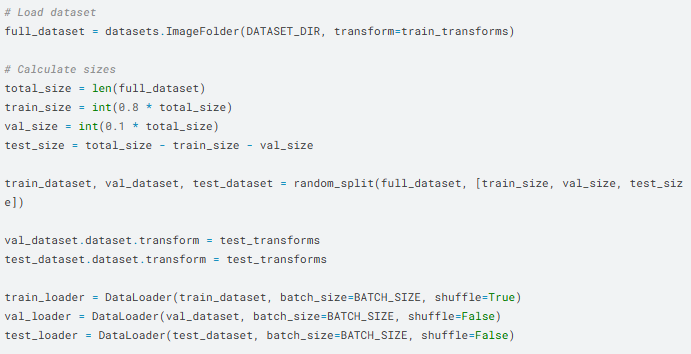 # Load dataset
full_dataset = datasets.ImageFolder(DATASET_DIR, transform=train_transforms)
# Calculate sizes
total_size = len(full_dataset)
train_size = int(0.8 * total_size)
val_size = int(0.1 * total_size)
test_size = total_size - train_size - val_size
train_dataset, val_dataset, test_dataset = random_split(full_dataset, [train_size, val_size, test_siz
e])
val_dataset.dataset.transform = test_transforms
test_dataset.dataset.transform = test_transforms
train_loader = DataLoader(train_dataset, batch_size=BATCH_SIZE, shuffle=True)
val_loader = DataLoader(val_dataset, batch_size=BATCH_SIZE, shuffle=False)
test_loader = DataLoader(test_dataset, batch_size=BATCH_SIZE, shuffle=False)